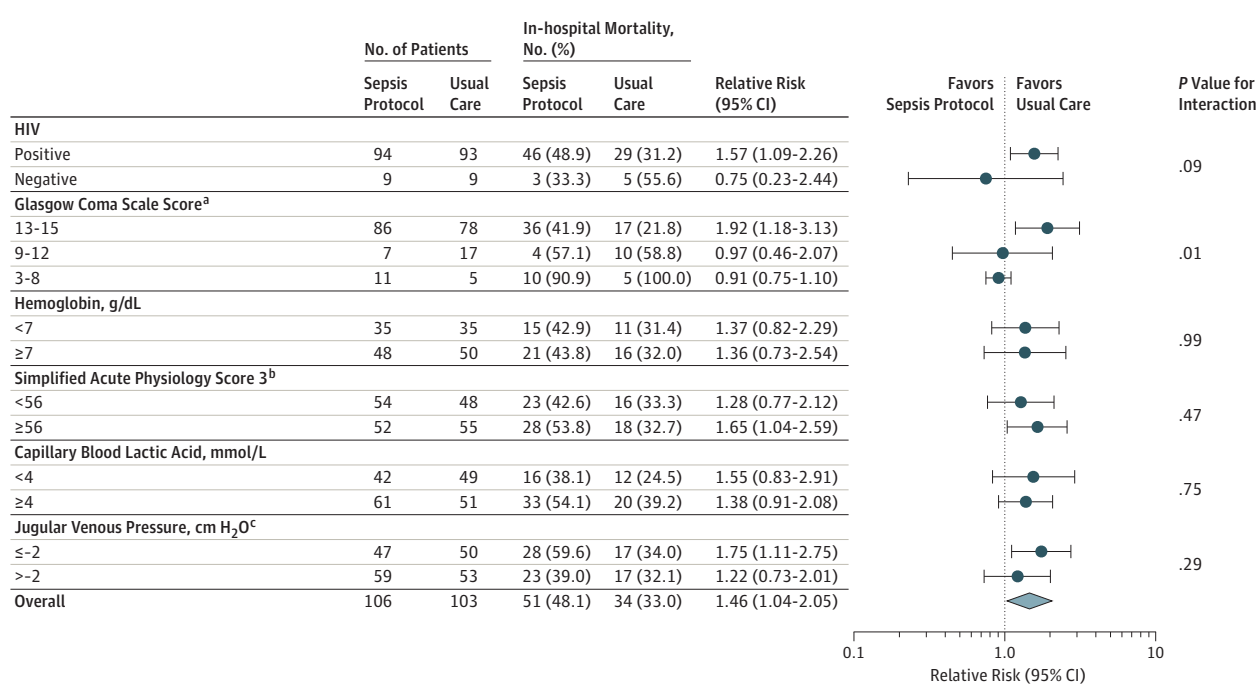 In-hospital Mortality,
No. of Patients No. (%)
Sepsis Usual Sepsis Usual Relative Risk Favors Favors P Value for
Protocol Care Protocol Care (95% CI) Sepsis Protocol Usual Care Interaction
HIV
Positive 94 93 46 (48.9) 29 (31.2) 1.57 (1.09-2.26)
.09
Negative 9 9 3 (33.3) 5 (55.6) 0.75 (0.23-2.44)
Glasgow Coma Scale Scoreᵃ
13-15 86 78 36 (41.9) 17 (21.8) 1.92 (1.18-3.13)
9-12 7 17 4 (57.1) 10 (58.8) 0.97 (0.46-2.07) .01
3-8 11 5 10 (90.9) 5 (100.0) 0.91 (0.75-1.10)
Hemoglobin, g/dL
<7 35 35 15 (42.9) 11 (31.4) 1.37 (0.82-2.29)
.99
≥7 48 50 21 (43.8) 16 (32.0) 1.36 (0.73-2.54)
Simplified Acute Physiology Score 3ᵇ
<56 54 48 23 (42.6) 16 (33.3) 1.28 (0.77-2.12)
.47
≥56 52 55 28 (53.8) 18 (32.7) 1.65 (1.04-2.59)
Capillary Blood Lactic Acid, mmol/L
<4 42 49 16 (38.1) 12 (24.5) 1.55 (0.83-2.91)
.75
≥4 61 51 33 (54.1) 20 (39.2) 1.38 (0.91-2.08)
Jugular Venous Pressure, cm H₂Oᶜ
≤-2 47 50 28 (59.6) 17 (34.0) 1.75 (1.11-2.75)
.29
>-2 59 53 23 (39.0) 17 (32.1) 1.22 (0.73-2.01)
Overall 106 103 51 (48.1) 34 (33.0) 1.46 (1.04-2.05)
0.1 1.0 10
Relative Risk (95% CI)